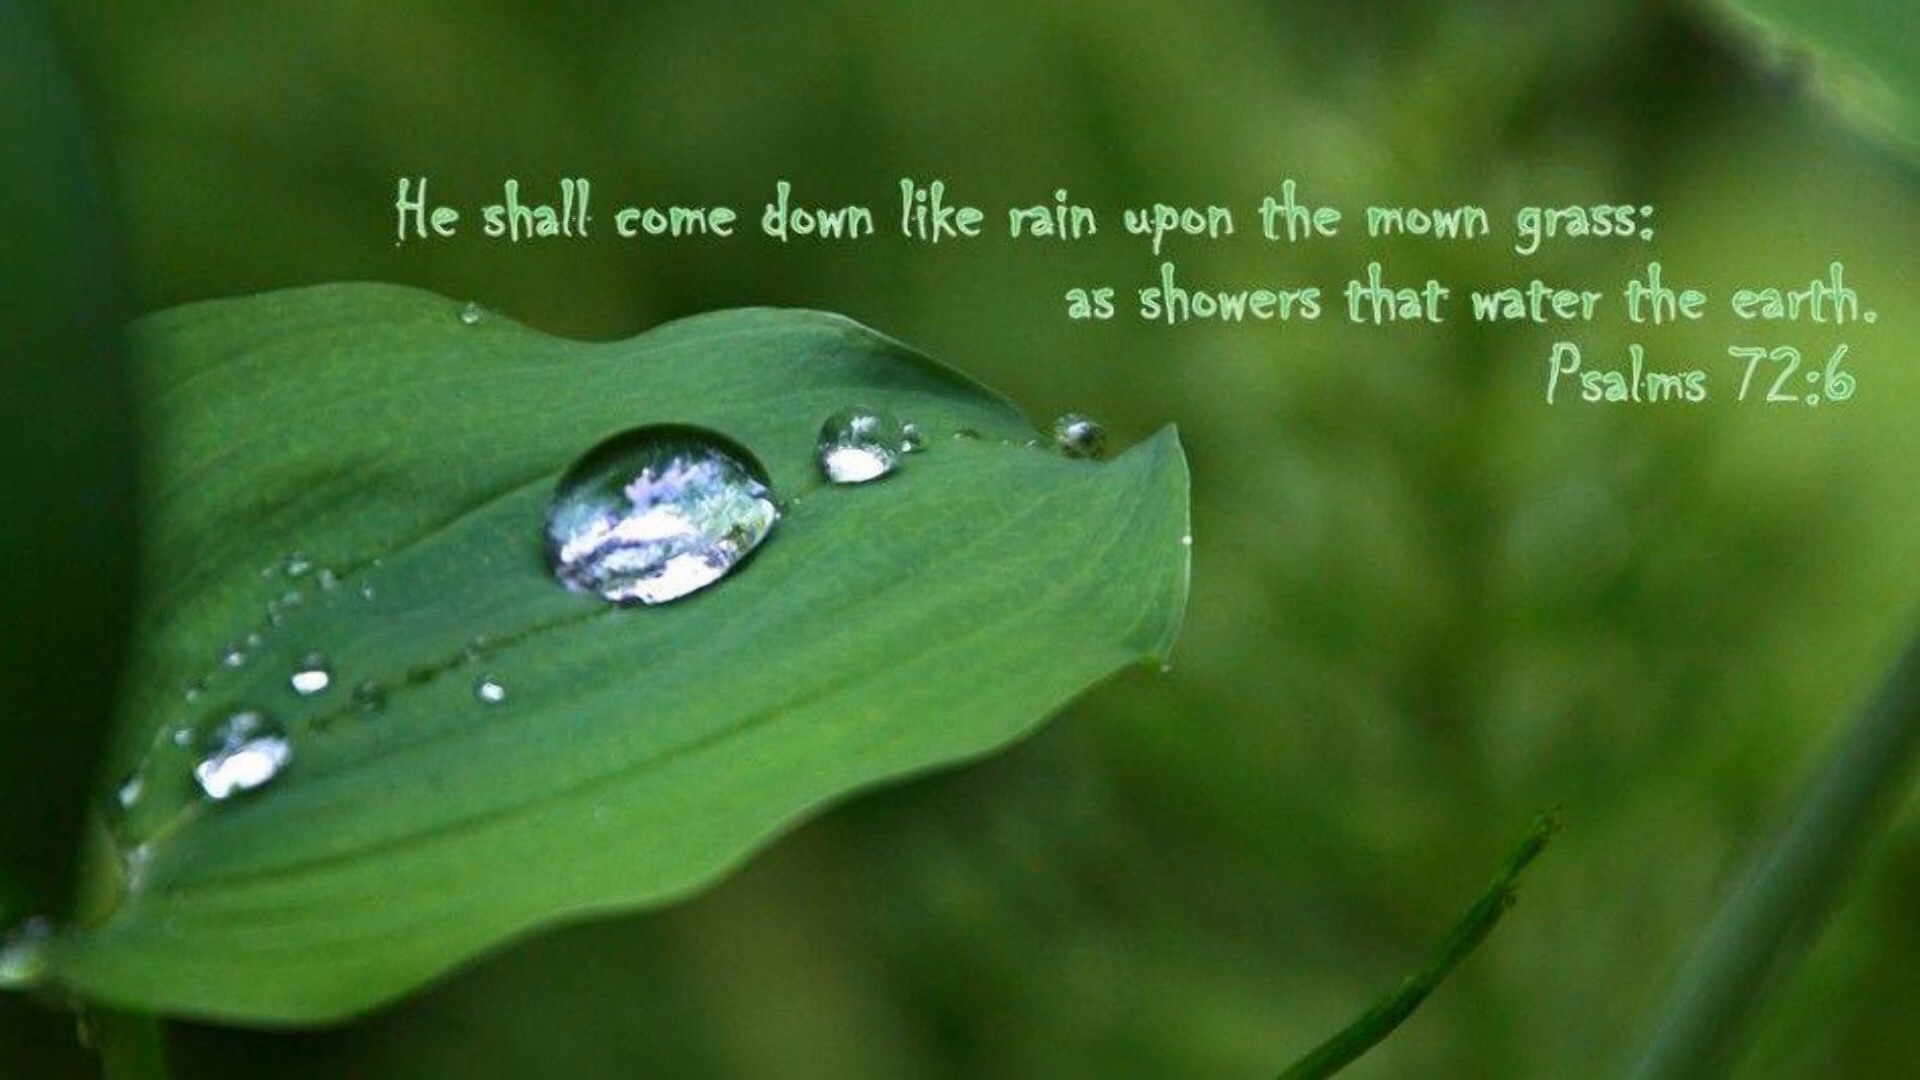 He shall come down like rain upon the mown grass:
as showers that water the earth.
Psalms 72:6